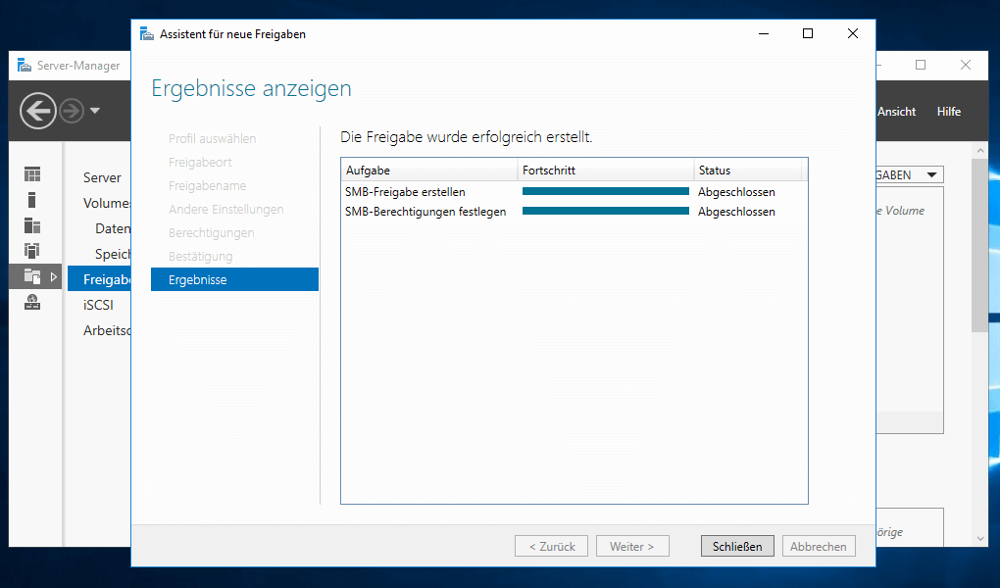 Assistent für neue Freigaben
Server-Manager
Ansicht Hilfe
Ergebnisse anzeigen
Profil auswählen
Freigabeort
Freigabename
Andere Einstellungen
Berechtigungen
Bestätigung
Ergebnisse
Die Freigabe wurde erfolgreich erstellt.
Aufgabe Fortschritt Status
SMB-Freigabe erstellen Abgeschlossen
SMB-Berechtigungen festlegen Abgeschlossen
Server
Volumes
Daten
Speich
Freigabe
iSCSI
Arbeitso
GABEN
e Volume
örige
< Zurück Weiter > Schließen Abbrechen